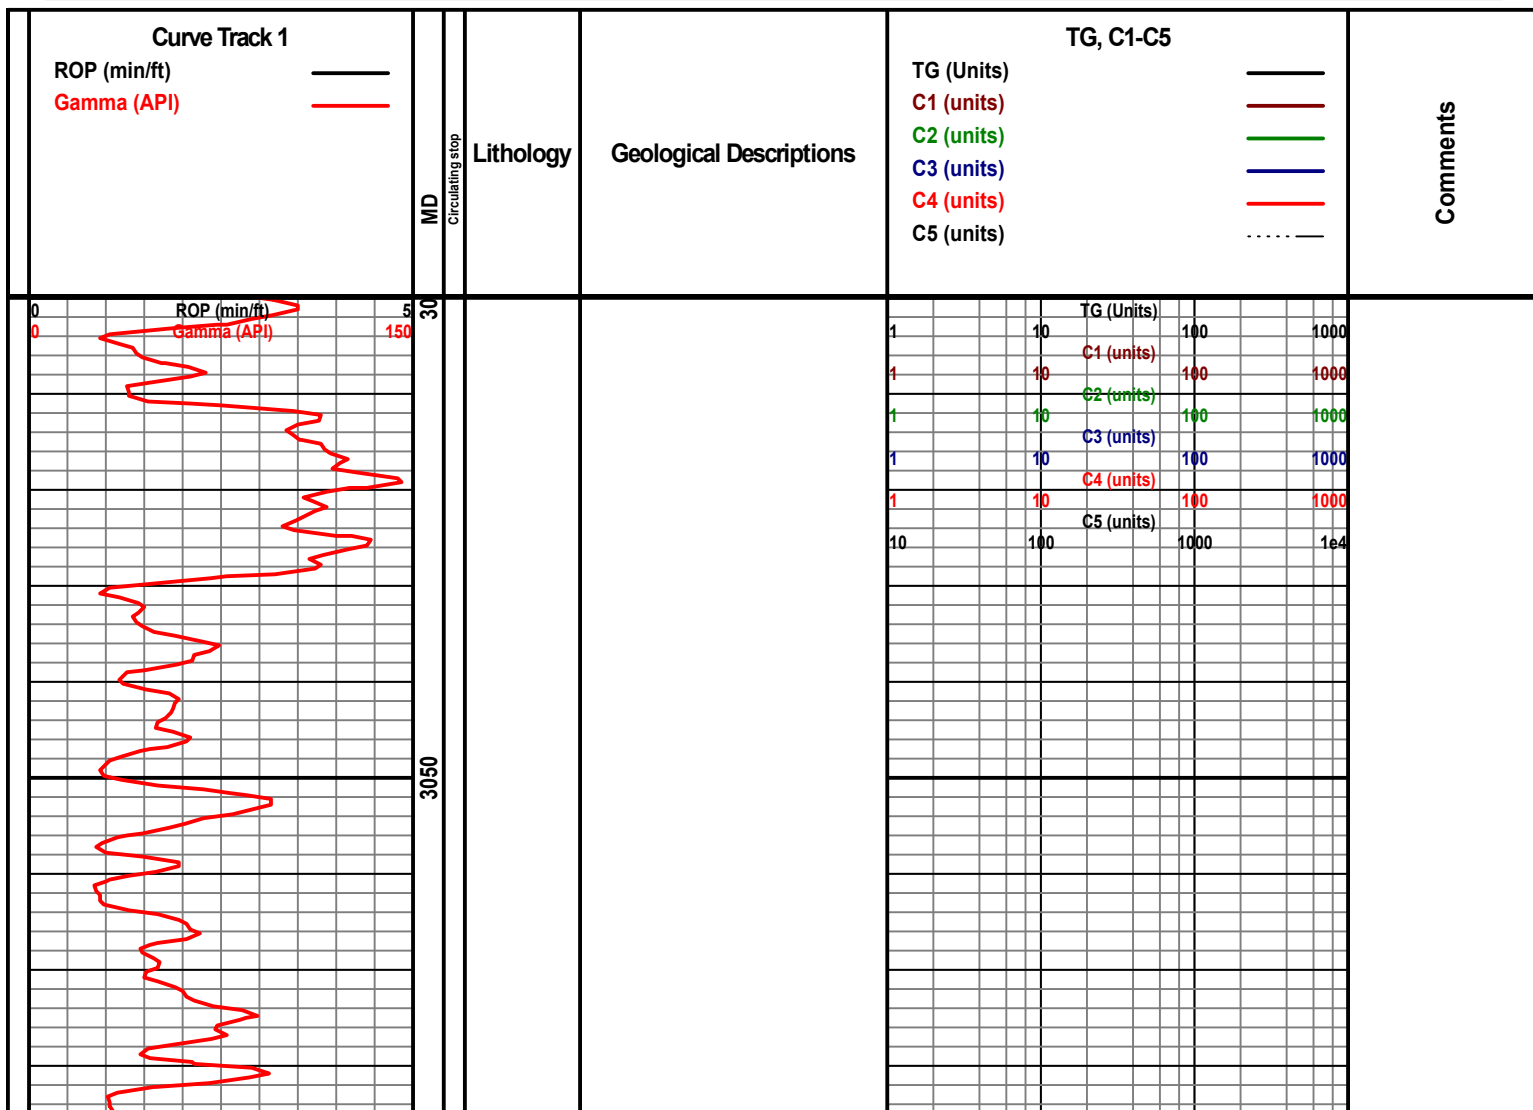 Curve Track 1
ROP (min/ft)
Gamma (API)
MD
Circulating stop
Lithology
Geological Descriptions
TG, C1-C5
TG (Units)
C1 (units)
C2 (units)
C3 (units)
C4 (units)
C5 (units)
Comments
0 ROP (min/ft) 5
0 Gamma (API) 150
30
3050
TG (Units)
1 10 100 1000
C1 (units)
1 10 100 1000
C2 (units)
1 10 100 1000
C3 (units)
1 10 100 1000
C4 (units)
1 10 100 1000
C5 (units)
10 100 1000 1e4